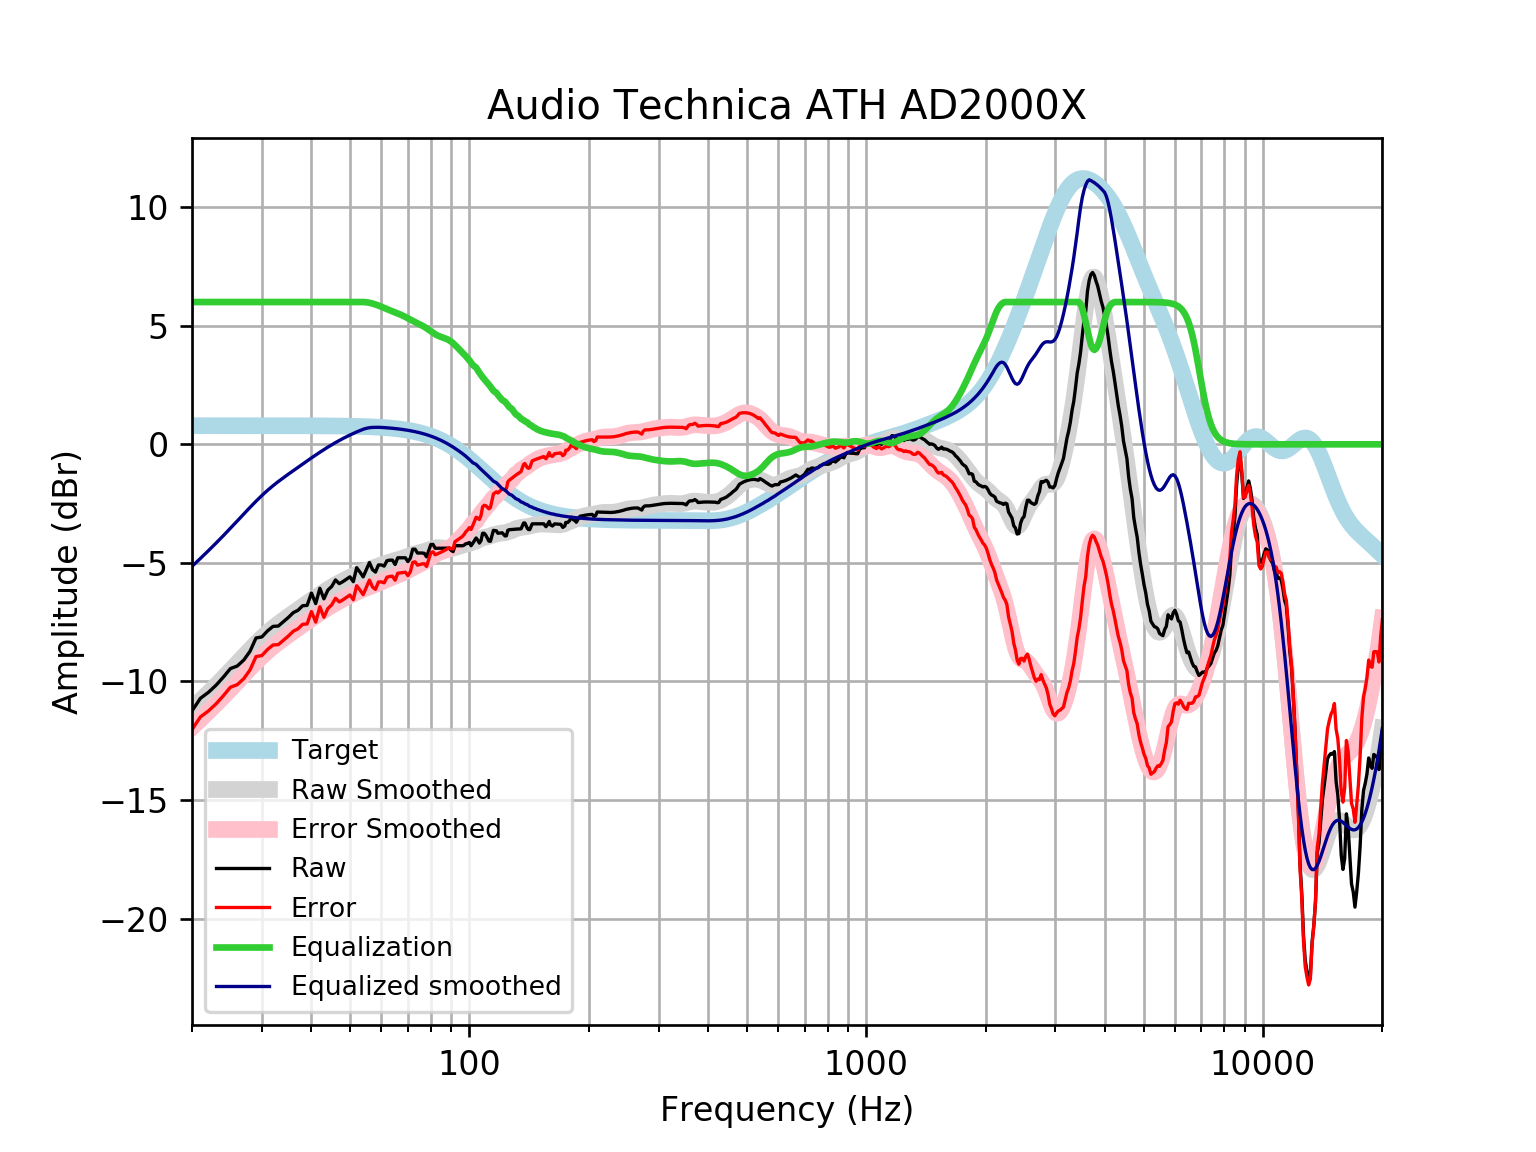 Audio Technica ATH AD2000X
Amplitude (dBr)
10
5
0
−5
−10
−15
−20
Target
Raw Smoothed
Error Smoothed
Raw
Error
Equalization
Equalized smoothed
100 1000 10000
Frequency (Hz)